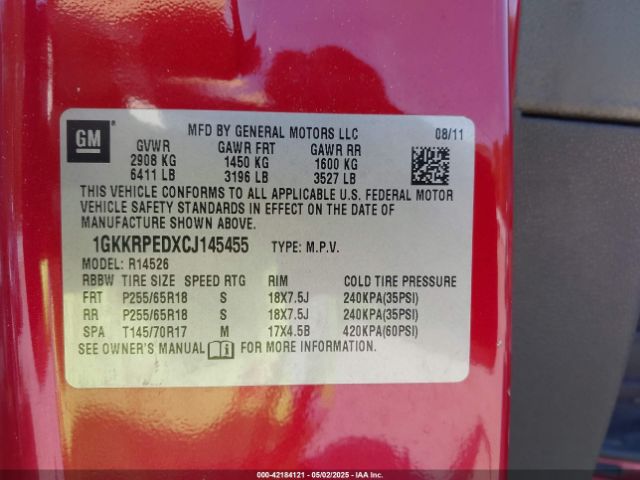 GM
MFD BY GENERAL MOTORS LLC 08/11
GVWR GAWR FRT GAWR RR
2908 KG 1450 KG 1600 KG
6411 LB 3196 LB 3527 LB
THIS VEHICLE CONFORMS TO ALL APPLICABLE U.S. FEDERAL MOTOR
VEHICLE SAFETY STANDARDS IN EFFECT ON THE DATE OF
MANUFACTURE SHOWN ABOVE.
1GKKRPEDXCJ145455 TYPE: M.P.V.
MODEL: R14526
RBBW TIRE SIZE SPEED RTG RIM COLD TIRE PRESSURE
FRT P255/65R18 S 18X7.5J 240KPA(35PSI)
RR P255/65R18 S 18X7.5J 240KPA(35PSI)
SPA T145/70R17 M 17X4.5B 420KPA(60PSI)
SEE OWNER'S MANUAL FOR MORE INFORMATION.
000-42184121 - 05/02/2025 - IAA Inc.